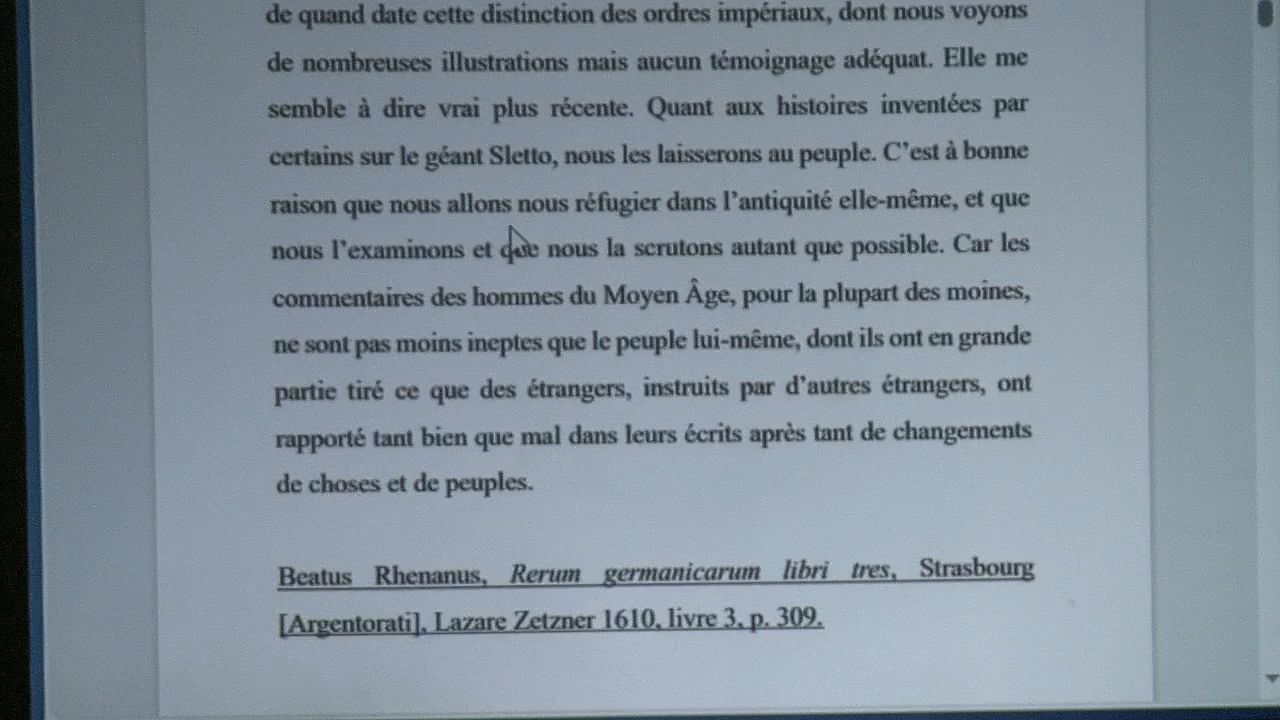 de quand date cette distinction des ordres impériaux, dont nous voyons
de nombreuses illustrations mais aucun témoignage adéquat. Elle me
semble à dire vrai plus récente. Quant aux histoires inventées par
certains sur le géant Sletto, nous les laisserons au peuple. C’est à bonne
raison que nous allons nous réfugier dans l’antiquité elle-même, et que
nous l’examinons et que nous la scrutons autant que possible. Car les
commentaires des hommes du Moyen Âge, pour la plupart des moines,
ne sont pas moins ineptes que le peuple lui-même, dont ils ont en grande
partie tiré ce que des étrangers, instruits par d’autres étrangers, ont
rapporté tant bien que mal dans leurs écrits après tant de changements
de choses et de peuples.
Beatus Rhenanus, Rerum germanicarum libri tres, Strasbourg
[Argentorati], Lazare Zetzner 1610, livre 3, p. 309.